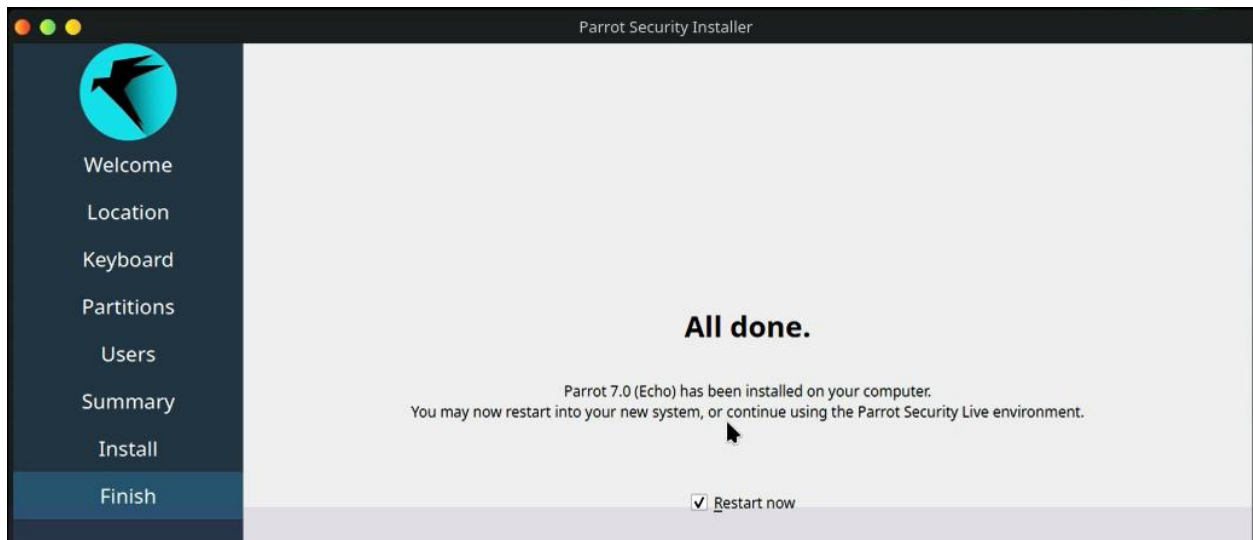 Parrot Security Installer
Welcome
Location
Keyboard
Partitions
Users
Summary
Install
Finish
All done.
Parrot 7.0 (Echo) has been installed on your computer.
You may now restart into your new system, or continue using the Parrot Security Live environment.
Restart now